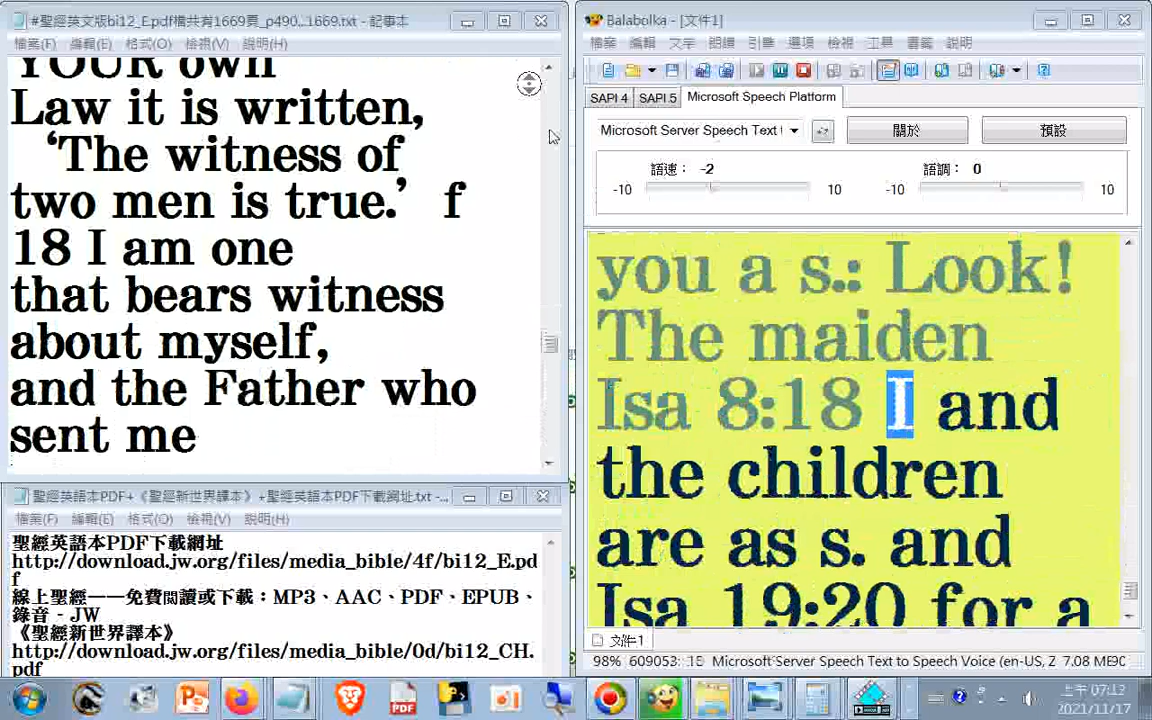 #聖經英文版bi12_E.pdf檔共有1669頁_p490,..1669.txt - 記事本
檔案(F) 編輯(E) 格式(O) 檢視(V) 說明(H)
YOUR own
Law it is written,
‘The witness of
two men is true.’ f
18 I am one
that bears witness
about myself,
and the Father who
sent me
聖經英語本PDF+《聖經新世界譯本》+聖經英語本PDF下載網址.txt - ...
檔案(F) 編輯(E) 格式(O) 檢視(V) 說明(H)
聖經英語本PDF下載網址
http://download.jw.org/files/media_bible/4f/bi12_E.pd
f
線上聖經——免費閱讀或下載：MP3、AAC、PDF、EPUB、
錄音 - JW
《聖經新世界譯本》
http://download.jw.org/files/media_bible/0d/bi12_CH.
pdf
Balabolka - [文件1]
檔案 編輯 文字 朗讀 引擎 選項 檢視 工具 書籤 說明
SAPI 4 SAPI 5 Microsoft Speech Platform
Microsoft Server Speech Text 關於 預設
語速： -2 語調： 0
-10 10 -10 10
you a s.: Look!
The maiden
Isa 8:18 I and
the children
are as s. and
Isa 19:20 for a
文件1
98% 609053: Microsoft Server Speech Text to Speech Voice (en-US, Z 7.08 MB
PDF
上午 07:13
2021/11/17